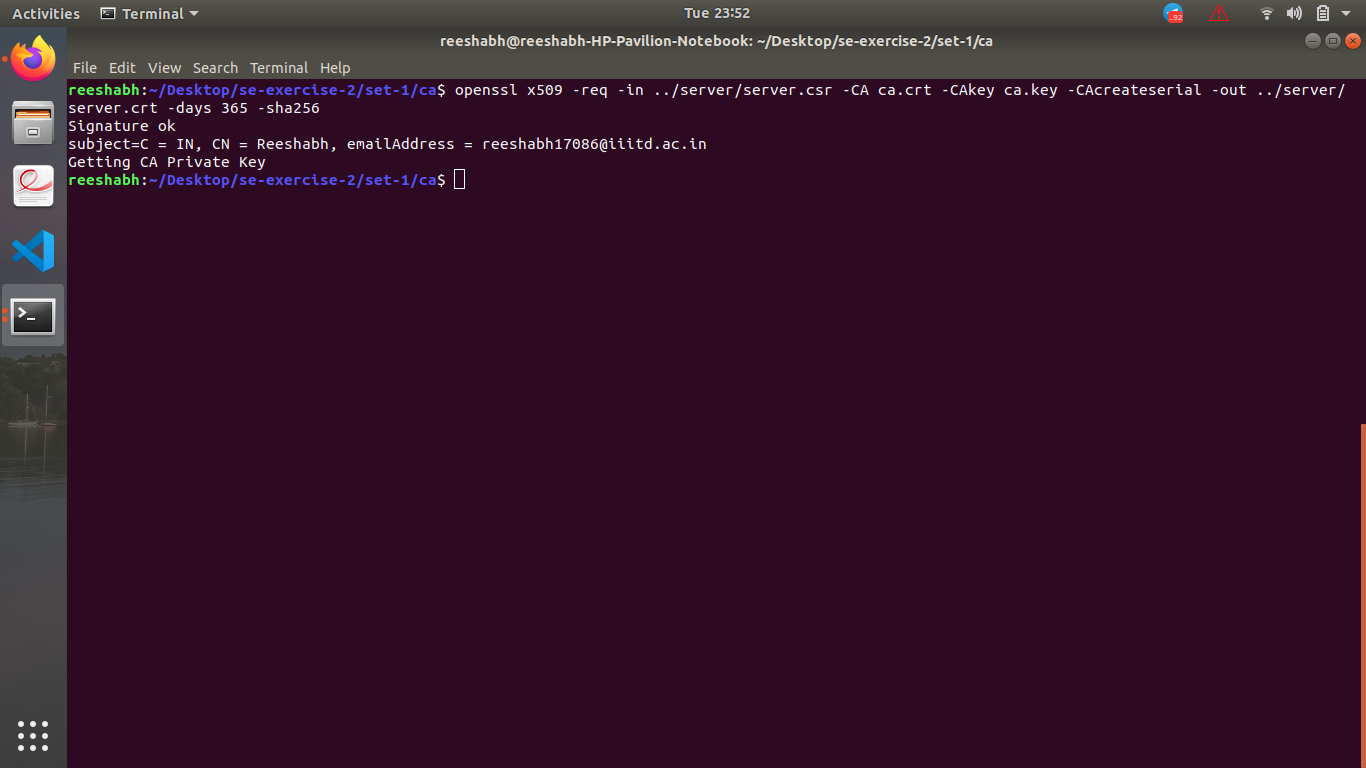 Activities Terminal Tue 23:52 92
reeshabh@reeshabh-HP-Pavilion-Notebook: ~/Desktop/se-exercise-2/set-1/ca
File Edit View Search Terminal Help
reeshabh:~/Desktop/se-exercise-2/set-1/ca$ openssl x509 -req -in ../server/server.csr -CA ca.crt -CAkey ca.key -CAcreateserial -out ../server/
server.crt -days 365 -sha256
Signature ok
subject=C = IN, CN = Reeshabh, emailAddress = reeshabh17086@iiitd.ac.in
Getting CA Private Key
reeshabh:~/Desktop/se-exercise-2/set-1/ca$